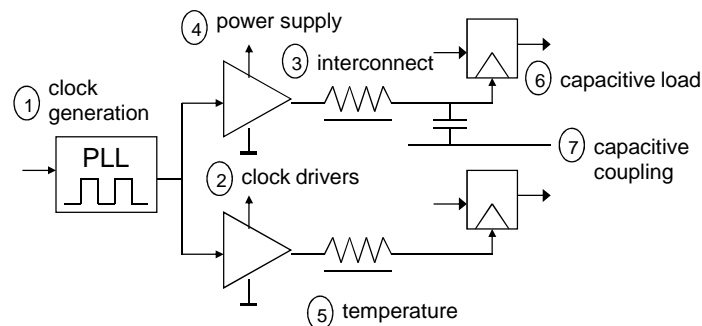 4 power supply
3 interconnect
1 clock
generation
6 capacitive load
PLL
7 capacitive
coupling
2 clock drivers
5 temperature